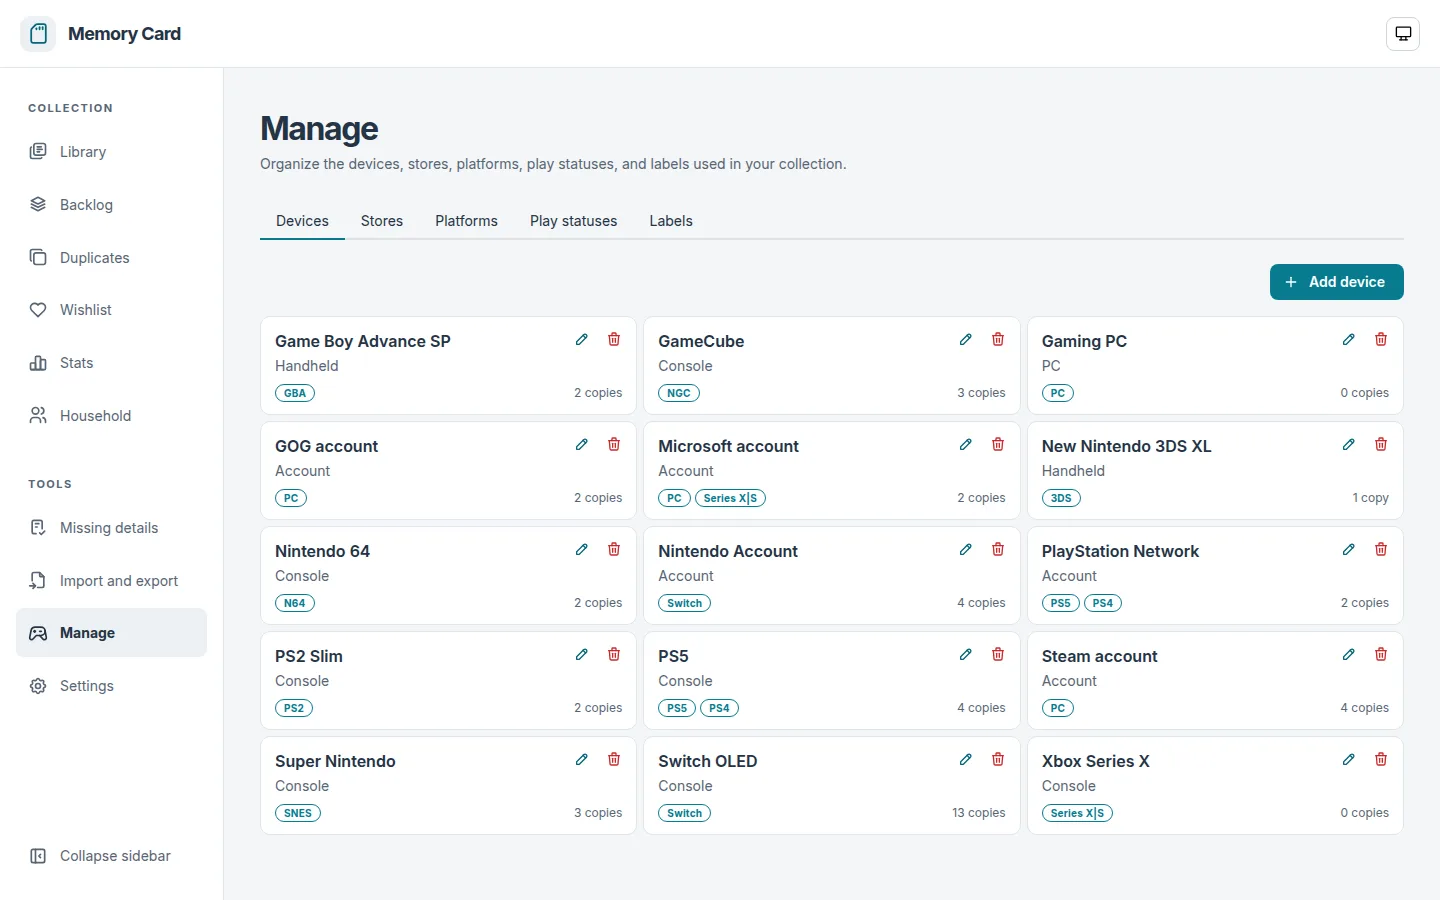 Memory Card
COLLECTION
Library
Backlog
Duplicates
Wishlist
Stats
Household
TOOLS
Missing details
Import and export
Manage
Settings
Collapse sidebar
Manage
Organize the devices, stores, platforms, play statuses, and labels used in your collection.
Devices Stores Platforms Play statuses Labels
+ Add device
Game Boy Advance SP
Handheld
GBA 2 copies
GameCube
Console
NGC 3 copies
Gaming PC
PC
PC 0 copies
GOG account
Account
PC 2 copies
Microsoft account
Account
PC Series X|S 2 copies
New Nintendo 3DS XL
Handheld
3DS 1 copy
Nintendo 64
Console
N64 2 copies
Nintendo Account
Account
Switch 4 copies
PlayStation Network
Account
PS5 PS4 2 copies
PS2 Slim
Console
PS2 2 copies
PS5
Console
PS5 PS4 4 copies
Steam account
Account
PC 4 copies
Super Nintendo
Console
SNES 3 copies
Switch OLED
Console
Switch 13 copies
Xbox Series X
Console
Series X|S 0 copies